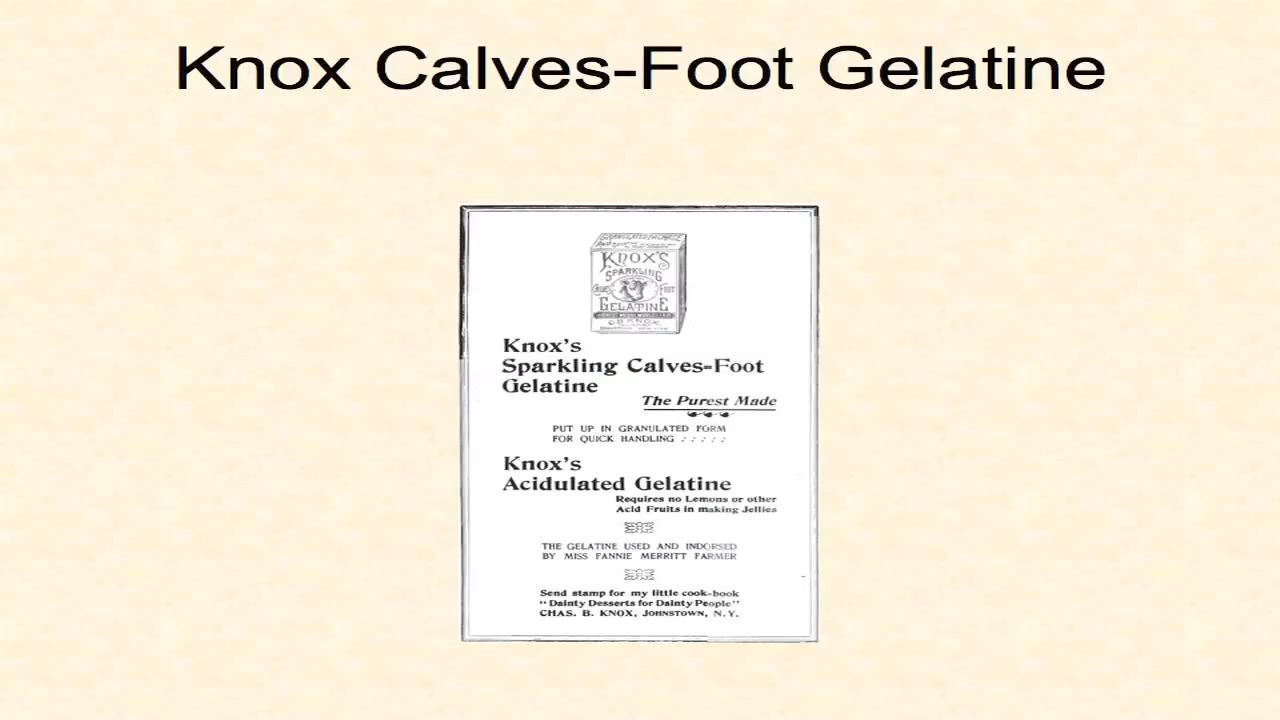 Knox Calves-Foot Gelatine
KNOX'S
SPARKLING
FOOT
GELATINE
Knox's
Sparkling Calves-Foot
Gelatine
The Purest Made
PUT UP IN GRANULATED FORM
FOR QUICK HANDLING : : : : :
Knox's
Acidulated Gelatine
Requires no Lemons or other
Acid Fruits in making Jellies
THE GELATINE USED AND INDORSED
BY MISS FANNIE MERRITT FARMER
Send stamp for my little cook-book
"Dainty Desserts for Dainty People"
CHAS. B. KNOX, JOHNSTOWN, N.Y.